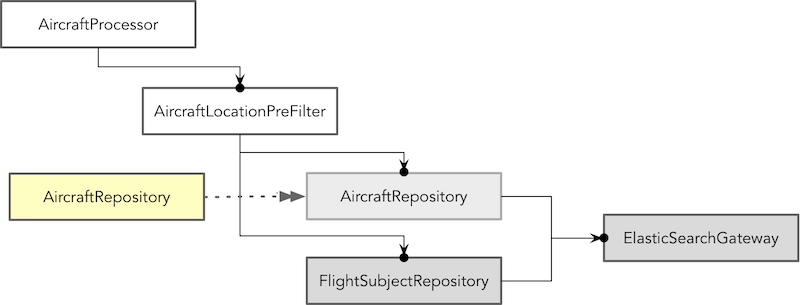 AircraftProcessor
AircraftLocationPreFilter
AircraftRepository
AircraftRepository
ElasticSearchGateway
FlightSubjectRepository